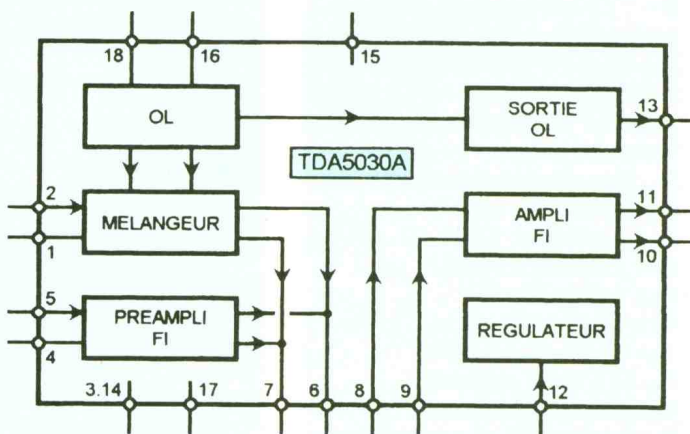 18
16
15
OL
SORTIE
OL
13
TDA5030A
2
MELANGEUR
1
AMPLI
FI
11
10
5
PREAMPLI
FI
4
REGULATEUR
3.14
17
7
6
8
9
12